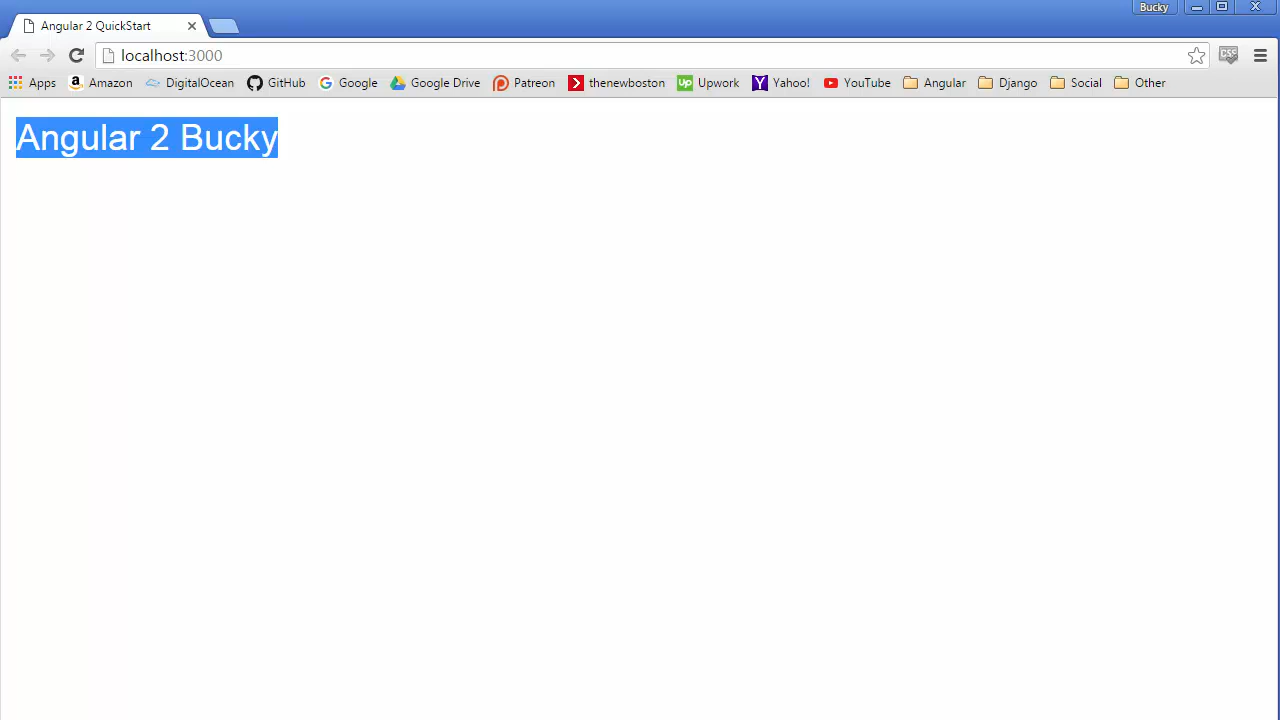 Bucky
Angular 2 QuickStart
localhost:3000
Apps Amazon DigitalOcean GitHub Google Google Drive Patreon thenewboston Upwork Yahoo! YouTube Angular Django Social Other
Angular 2 Bucky